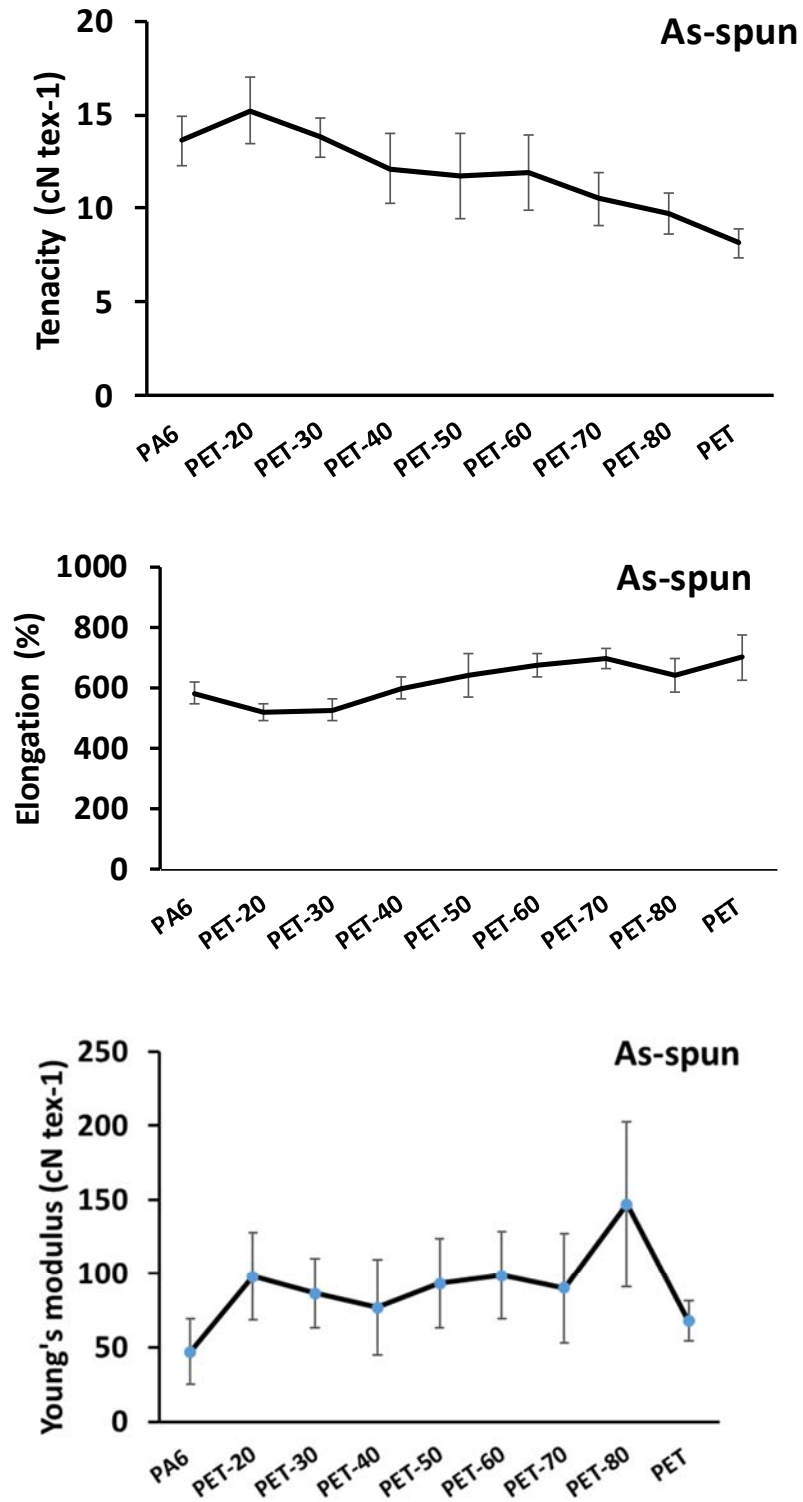 As-spun
Tenacity (cN tex-1)
20
15
10
5
0
PA6
PET-20
PET-30
PET-40
PET-50
PET-60
PET-70
PET-80
PET
As-spun
Elongation (%)
1000
800
600
400
200
0
PA6
PET-20
PET-30
PET-40
PET-50
PET-60
PET-70
PET-80
PET
As-spun
Young's modulus (cN tex-1)
250
200
150
100
50
0
PA6
PET-20
PET-30
PET-40
PET-50
PET-60
PET-70
PET-80
PET